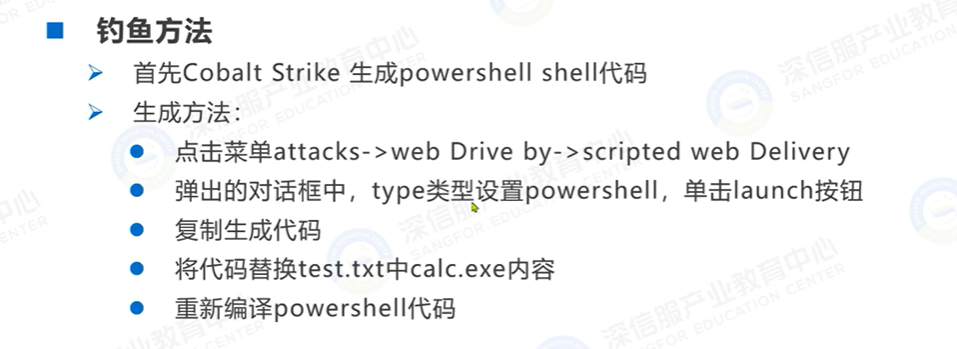 钓鱼方法
首先Cobalt Strike 生成powershell shell代码
生成方法：
点击菜单attacks->web Drive by->scripted web Delivery
弹出的对话框中，type类型设置powershell，单击launch按钮
复制生成代码
将代码替换test.txt中calc.exe内容
重新编译powershell代码
深信服产业教育中心
SANGFOR EDUCATION CENTER